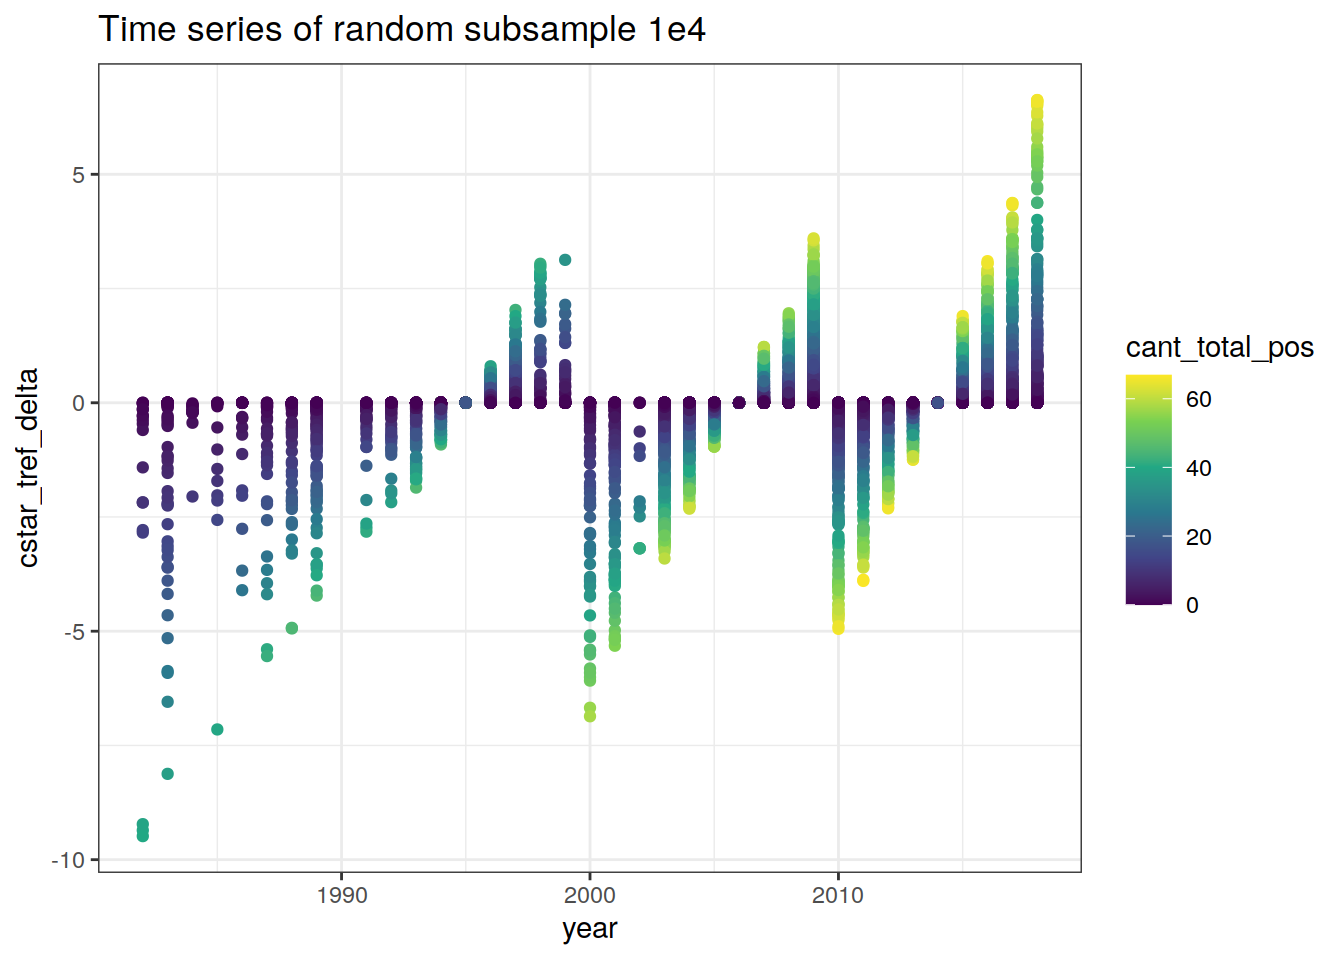 Time series of random subsample 1e4
5
0
-5
-10
cstar_tref_delta
1990
2000
2010
year
cant_total_pos
60
40
20
0